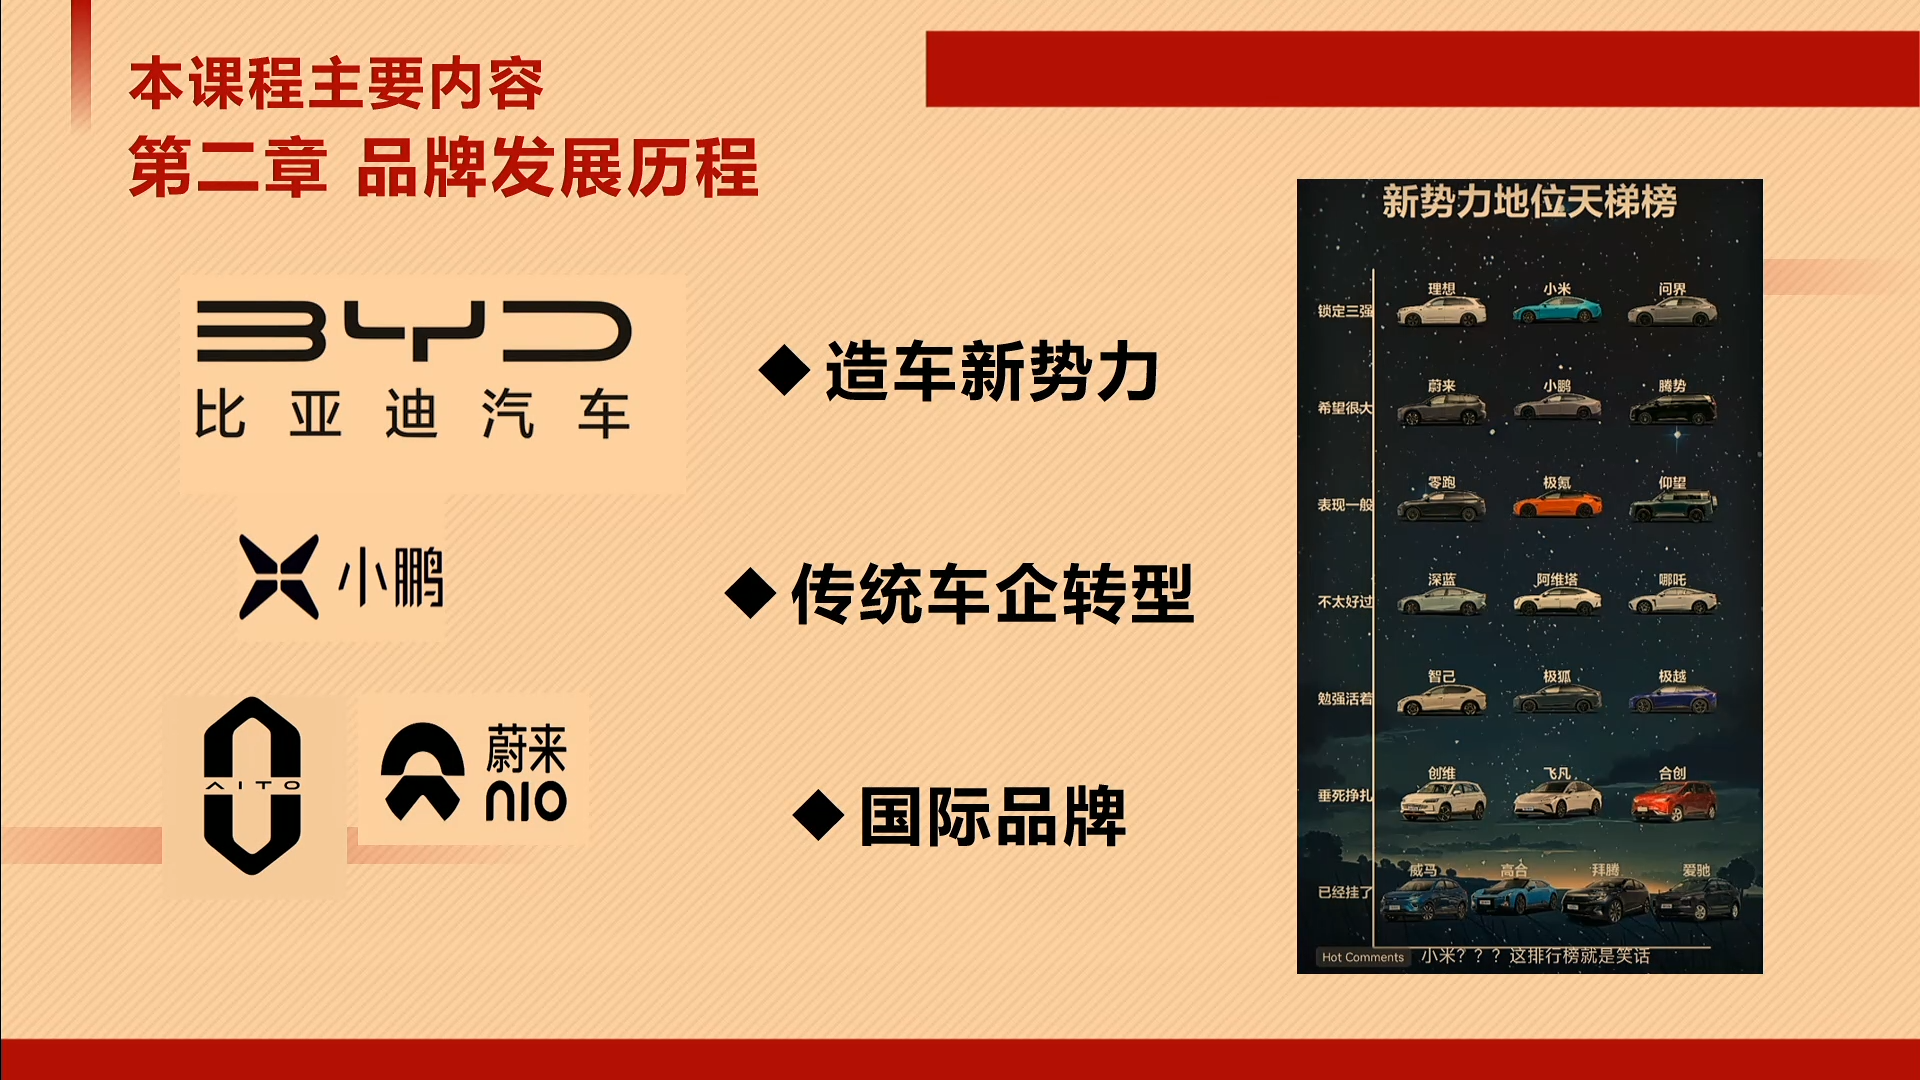 本课程主要内容
第二章 品牌发展历程
BYD
比亚迪汽车
小鹏
AITO
蔚来
NIO
◆造车新势力
◆传统车企转型
◆国际品牌
新势力地位天梯榜
锁定三强 理想 小米 问界
希望很大 蔚来 小鹏 腾势
表现一般 零跑 极氪 仰望
不太好过 深蓝 阿维塔 哪吒
勉强活着 智己 极狐 极越
垂死挣扎 创维 飞凡 合创
已经挂了 威马 高合 拜腾 爱驰
Hot Comments 小米？？？这排行榜就是笑话